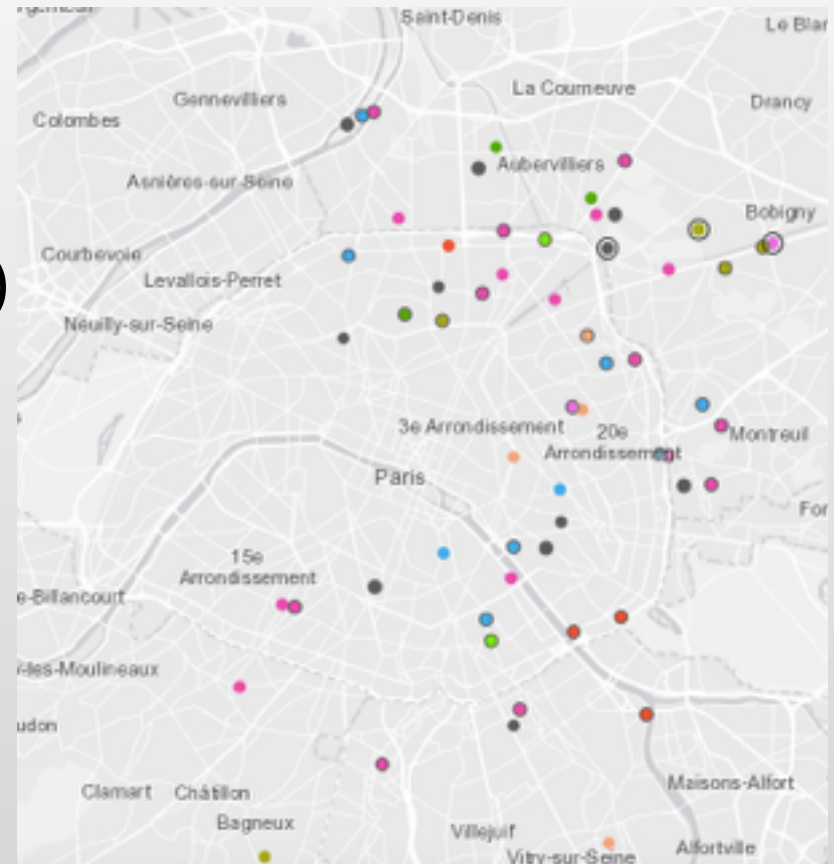 Saint-Denis
Le Blan
La Courneuve
Gennevilliers
Drancy
Colombes
Aubervilliers
Asnières-sur-Seine
Bobigny
Courbevoie
Levallois-Perret
Neuilly-sur-Seine
3e Arrondissement
20e
Arrondissement
Montreuil
Paris
For
15e
Arrondissement
e-Billancourt
y-les-Moulineaux
udon
Maisons-Alfort
Clamart
Châtillon
Bagneux
Villejuif
Alfortville
Vitry-sur-Seine